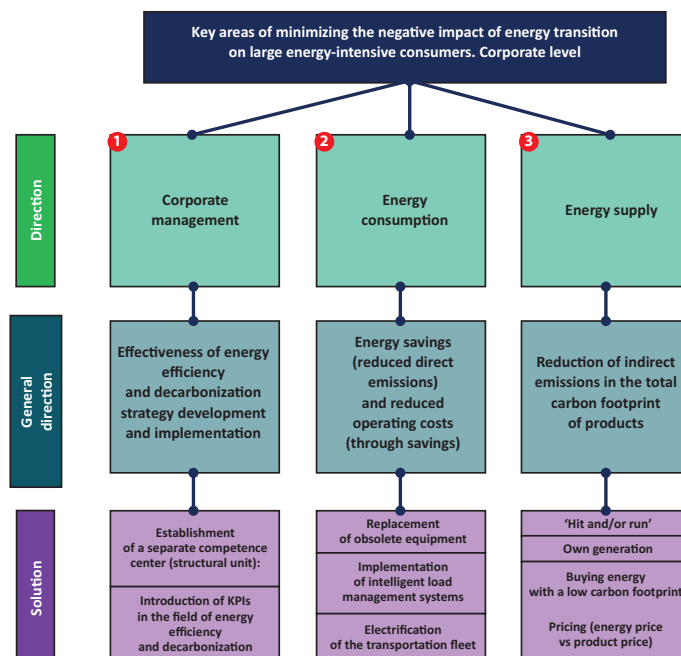 Key areas of minimizing the negative impact of energy transition
on large energy-intensive consumers. Corporate level
Direction
1
Corporate
management
2
Energy
consumption
3
Energy supply
General
direction
Effectiveness of energy
efficiency
and decarbonization
strategy development
and implementation
Energy savings
(reduced direct
emissions)
and reduced
operating costs
(through savings)
Reduction of indirect
emissions in the total
carbon footprint
of products
Solution
Establishment
of a separate competence
center (structural unit):
Introduction of KPIs
in the field of energy
efficiency
and decarbonization
Replacement
of obsolete equipment
Implementation
of intelligent load
management systems
Electrification
of the transportation fleet
‘Hit and/or run’
Own generation
Buying energy
with a low carbon footprint
Pricing (energy price
vs product price)